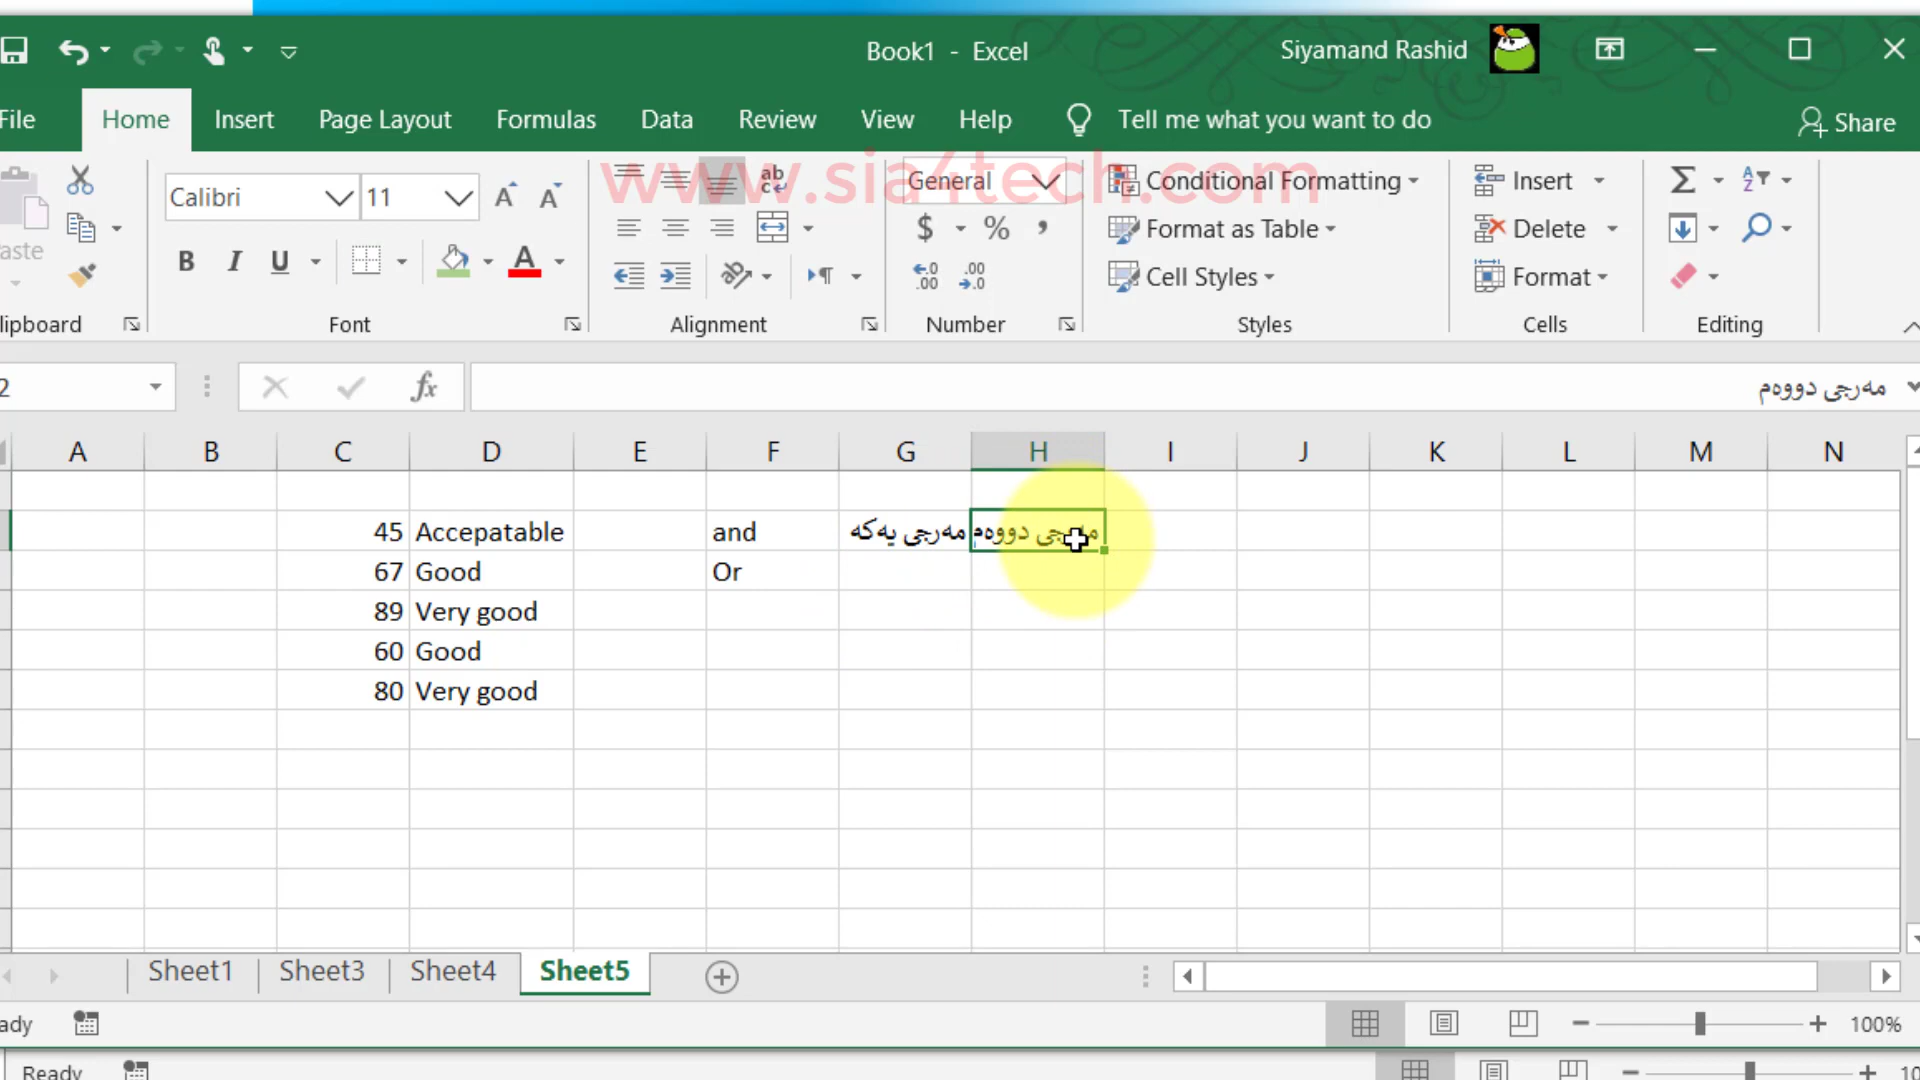 Book1 - Excel
Siyamand Rashid
File Home Insert Page Layout Formulas Data Review View Help Tell me what you want to do Share
www.sia4tech.com
Calibri 11
General
Conditional Formatting
Format as Table
Cell Styles
Insert
Delete
Format
B I U
$ %
aste
lipboard Font Alignment Number Styles Cells Editing
2 fx مەرجی دووەم
A B C D E F G H I J K L M N
45 Accepatable and مەرجی یەکە مەرجی دووەم
67 Good Or
89 Very good
60 Good
80 Very good
Sheet1 Sheet3 Sheet4 Sheet5
ady 100%
Ready 10